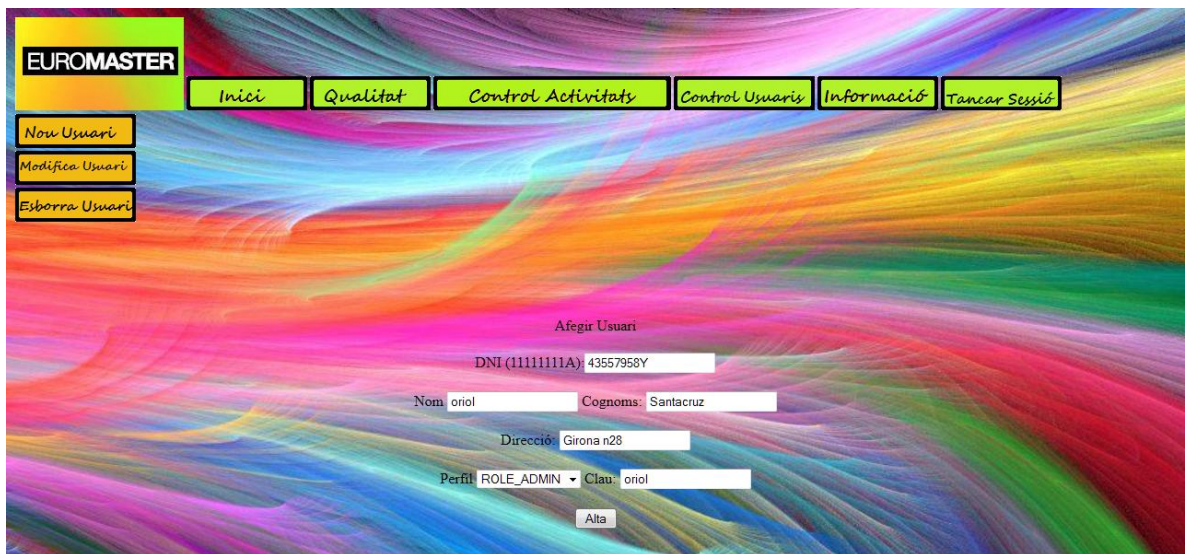 EUROMASTER
Inici Qualitat Control Activitats Control Usuaris Informació Tancar Sessió
Nou Usuari
Modifica Usuari
Esborra Usuari
Afegir Usuari
DNI (11111111A): 43557958Y
Nom oriol Cognoms: Santacruz
Direcció: Girona n28
Perfil ROLE_ADMIN Clau: oriol
Alta